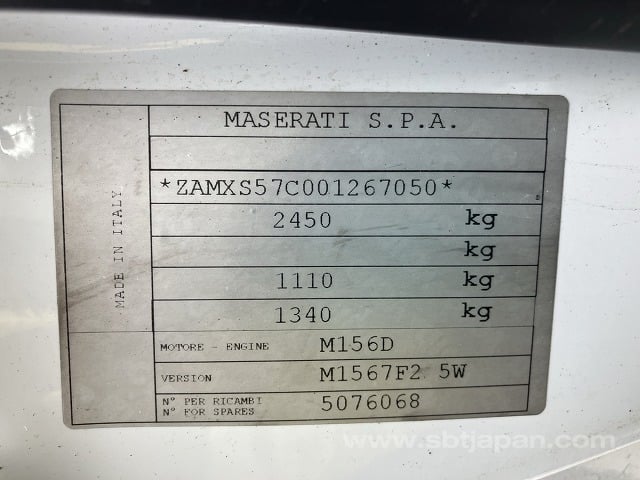 MASERATI S.P.A.
*ZAMXS57C001267050*
2450 kg
kg
1110 kg
1340 kg
MADE IN ITALY
MOTORE - ENGINE M156D
VERSION M1567F2 5W
N° PER RICAMBI
N° FOR SPARES 5076068
www.sbtjapan.com